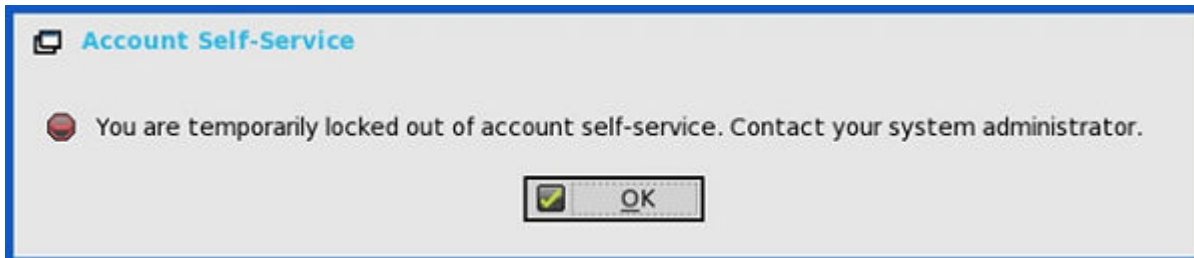 Account Self-Service
You are temporarily locked out of account self-service. Contact your system administrator.
OK